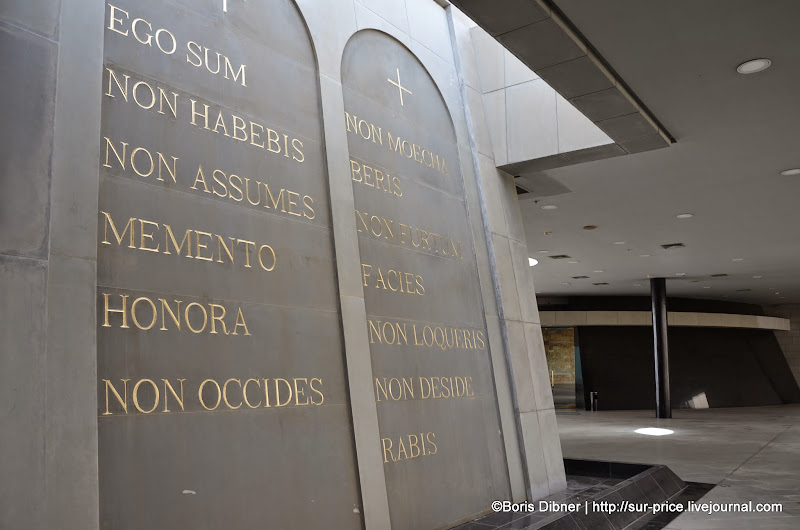 EGO SUM
NON HABEBIS
NON ASSUMES
MEMENTO
HONORA
NON OCCIDES
NON MOECHA
BERIS
NON FURTUM
FACIES
NON LOQUERIS
NON DESIDE
RABIS
©Boris Dibner | http://sur-price.livejournal.com